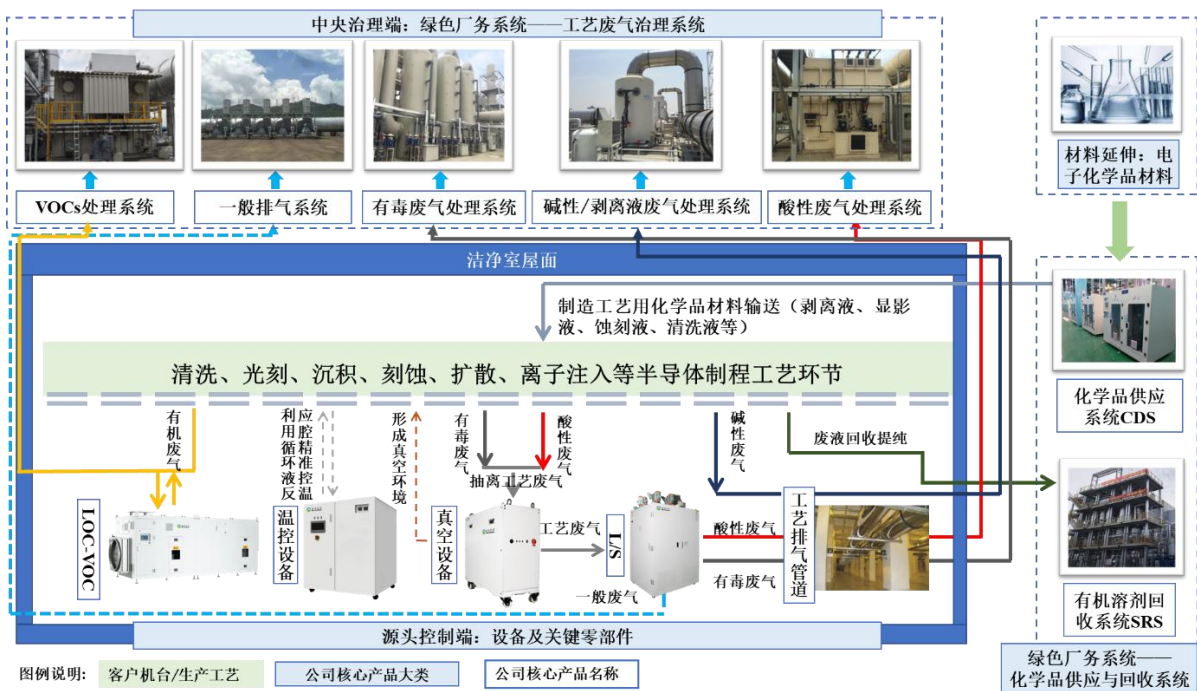 中央治理端：绿色厂务系统——工艺废气治理系统
VOCs处理系统
一般排气系统
有毒废气处理系统
碱性/剥离液废气处理系统
酸性废气处理系统
材料延伸：电
子化学品材料
洁净室屋面
制造工艺用化学品材料输送（剥离液、显影
液、蚀刻液、清洗液等）
清洗、光刻、沉积、刻蚀、扩散、离子注入等半导体制程工艺环节
化学品供应
系统CDS
有机废气
利用循环液反
应腔精准控温
形成真空环境
有毒废气
酸性废气
抽离工艺废气
碱性废气
废液回收提纯
LOC-VOC
温控设备
真空设备
工艺废气
L/S
酸性废气
有毒废气
一般废气
工艺排气管道
有机溶剂回
收系统SRS
源头控制端：设备及关键零部件
绿色厂务系统——
化学品供应与回收系统
图例说明:
客户机台/生产工艺
公司核心产品大类
公司核心产品名称